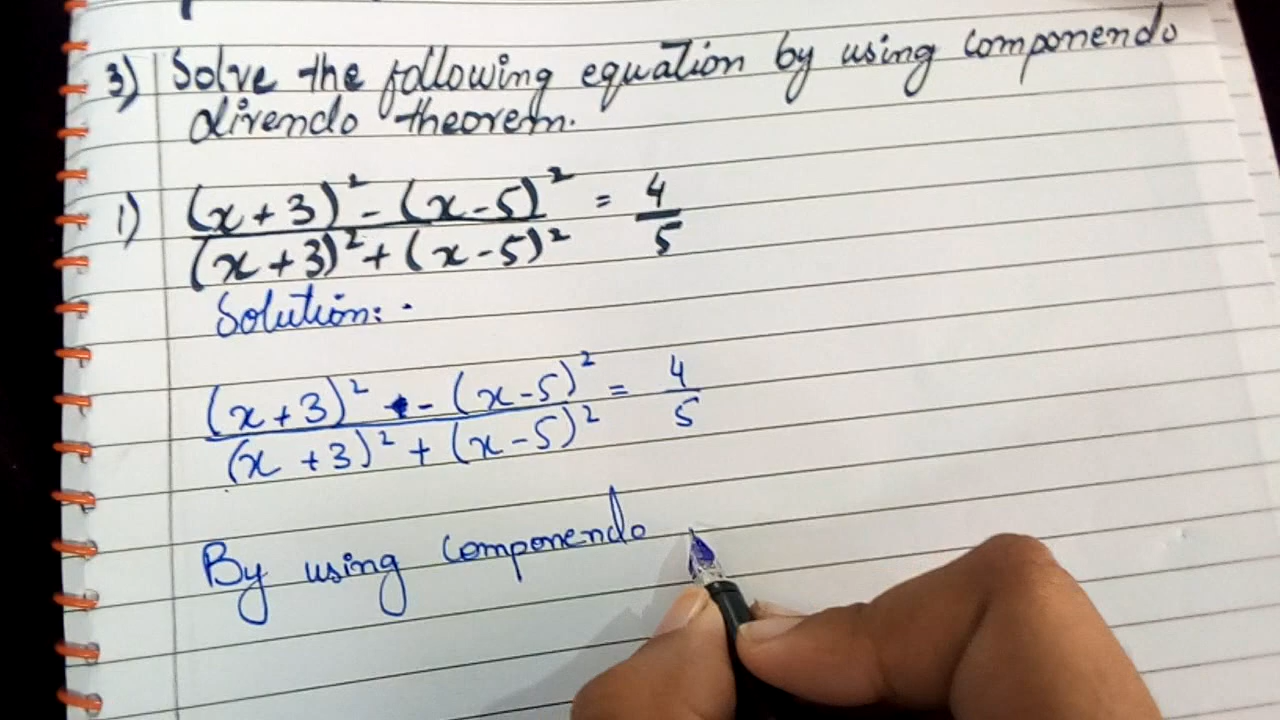 3) Solve the following equation by using componendo
divendo theorem.
1) (x+3)² - (x-5)² / (x+3)² + (x-5)² = 4/5
Solution:-
(x+3)² - (x-5)² / (x+3)² + (x-5)² = 4/5
By using componendo